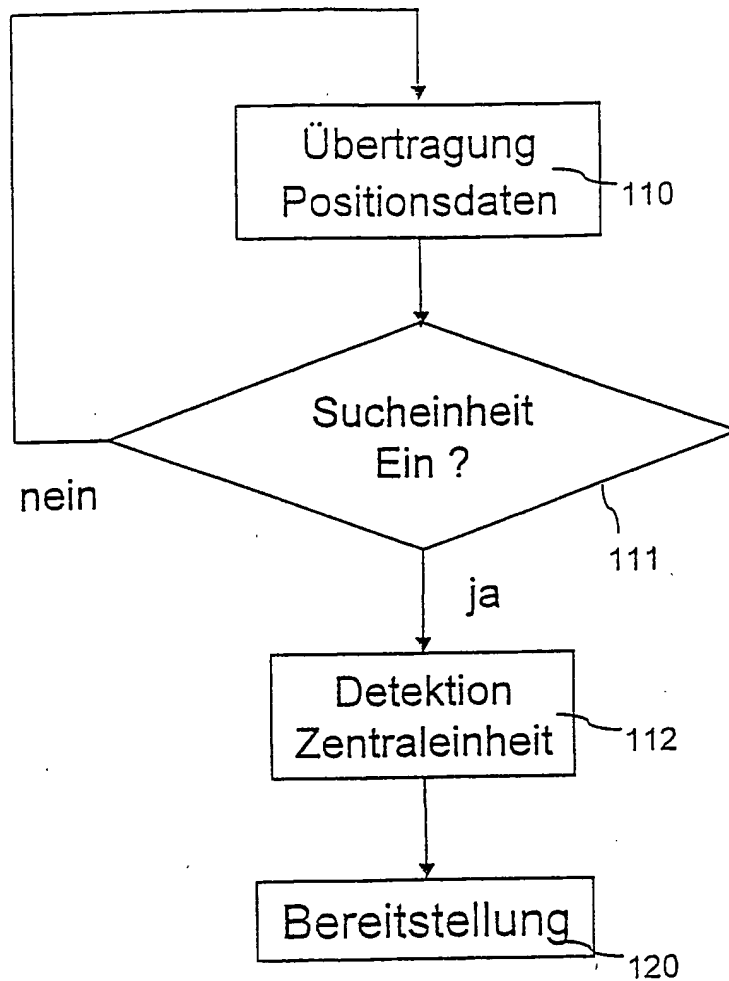 Übertragung
Positionsdaten
110
Sucheinheit
Ein ?
nein
111
ja
Detektion
Zentraleinheit
112
Bereitstellung
120